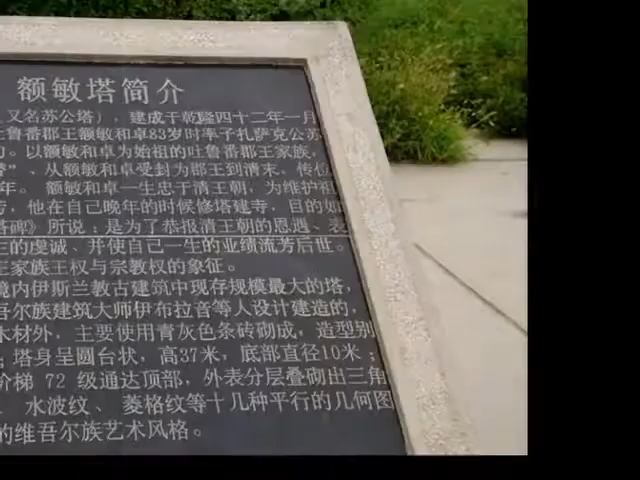 额敏塔简介
又名苏公塔），建成于乾隆四十二年一月
吐鲁番郡王额敏和卓83岁时率子扎萨克公苏
。以额敏和卓为始祖的吐鲁番郡王家族，
”、从额敏和卓受封为郡王到清末、传位
年。 额敏和卓一生忠于清王朝，为维护祖
，他在自己晚年的时候修塔建寺，目的如
塔碑》所说：是为了恭报清王朝的恩遇、表
的虔诚、并使自己一生的业绩流芳后世。
家族王权与宗教权的象征。
境内伊斯兰教古建筑中现存规模最大的塔，
吾尔族建筑大师伊布拉音等人设计建造的，
木材外，主要使用青灰色条砖砌成，造型别
；塔身呈圆台状，高37米，底部直径10米；
阶梯 72 级通达顶部，外表分层叠砌出三角
、 水波纹、 菱格纹等十几种平行的几何图
的维吾尔族艺术风格。